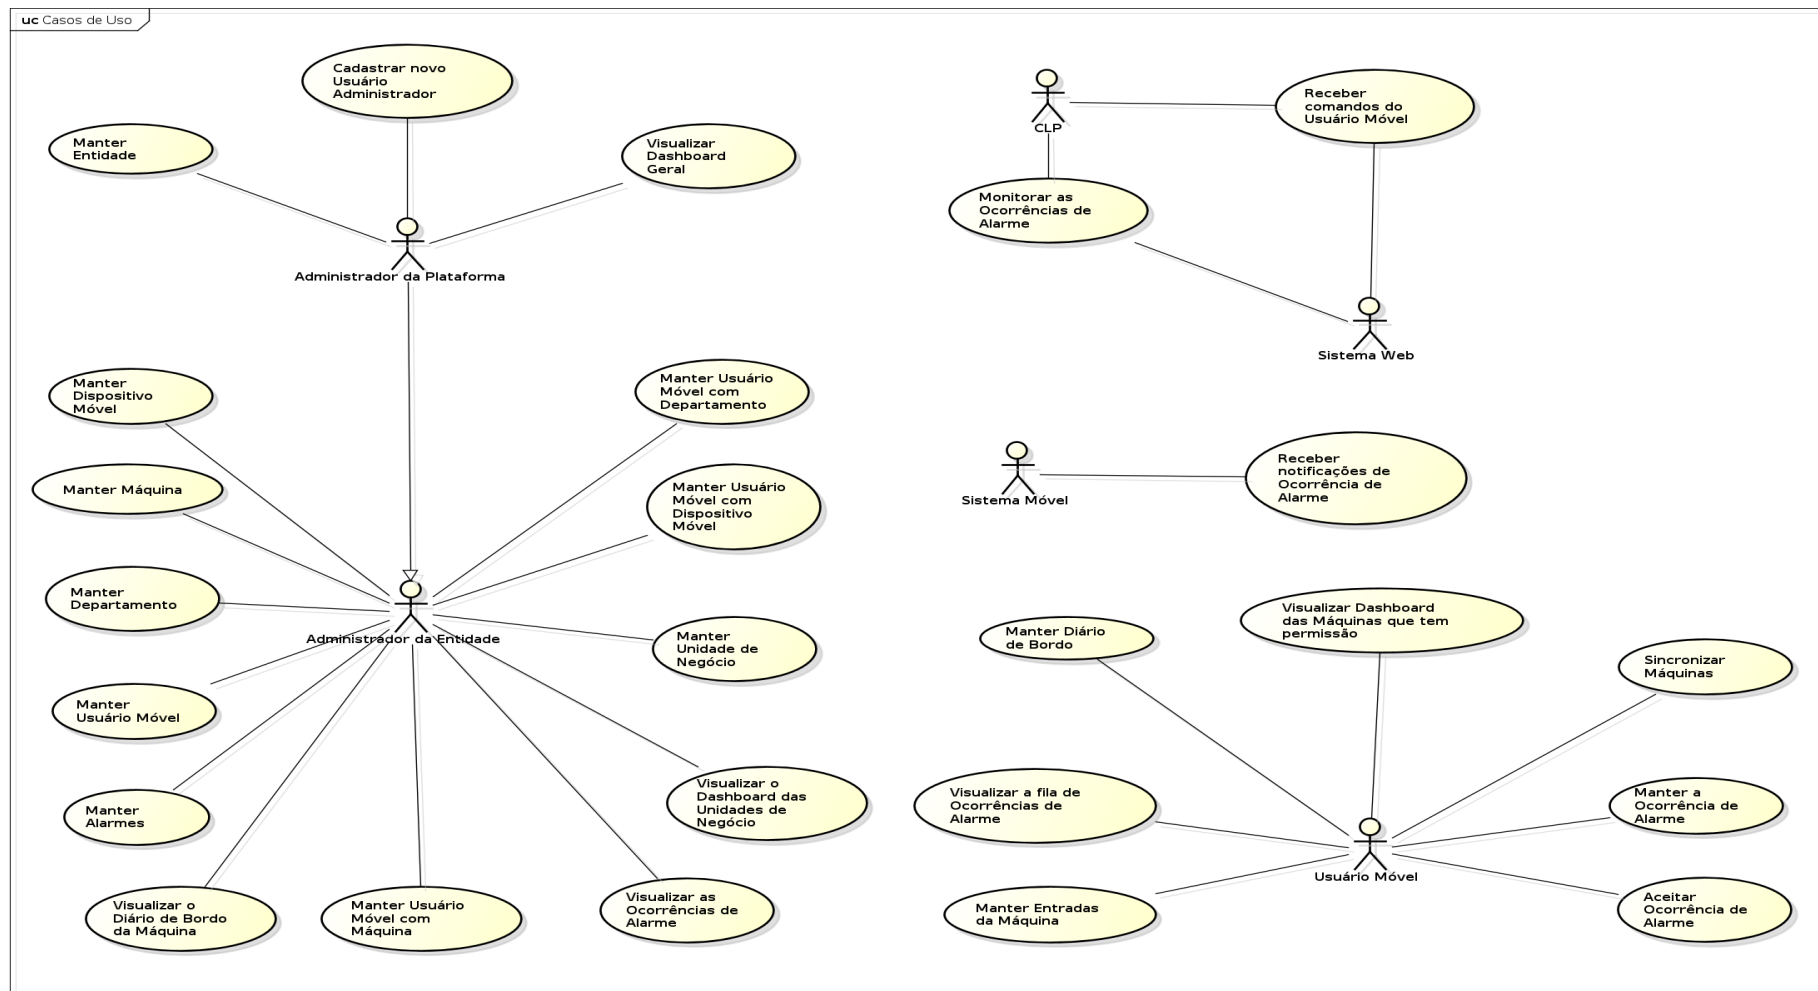 uc Casos de Uso
Cadastrar novo
Usuário
Administrador
Manter
Entidade
Visualizar
Dashboard
Geral
Administrador da Plataforma
CLP
Receber
comandos do
Usuário Móvel
Monitorar as
Ocorrências de
Alarme
Sistema Web
Manter
Dispositivo
Móvel
Manter Usuário
Móvel com
Departamento
Manter Máquina
Manter Usuário
Móvel com
Dispositivo
Móvel
Sistema Móvel
Receber
notificações de
Ocorrência de
Alarme
Manter
Departamento
Administrador da Entidade
Manter
Unidade de
Negócio
Manter
Usuário Móvel
Manter
Alarmes
Visualizar o
Dashboard das
Unidades de
Negócio
Visualizar o
Diário de Bordo
da Máquina
Manter Usuário
Móvel com
Máquina
Visualizar as
Ocorrências de
Alarme
Manter Diário
de Bordo
Visualizar Dashboard
das Máquinas que tem
permissão
Sincronizar
Máquinas
Visualizar a fila de
Ocorrências de
Alarme
Manter a
Ocorrência de
Alarme
Usuário Móvel
Manter Entradas
da Máquina
Aceitar
Ocorrência de
Alarme